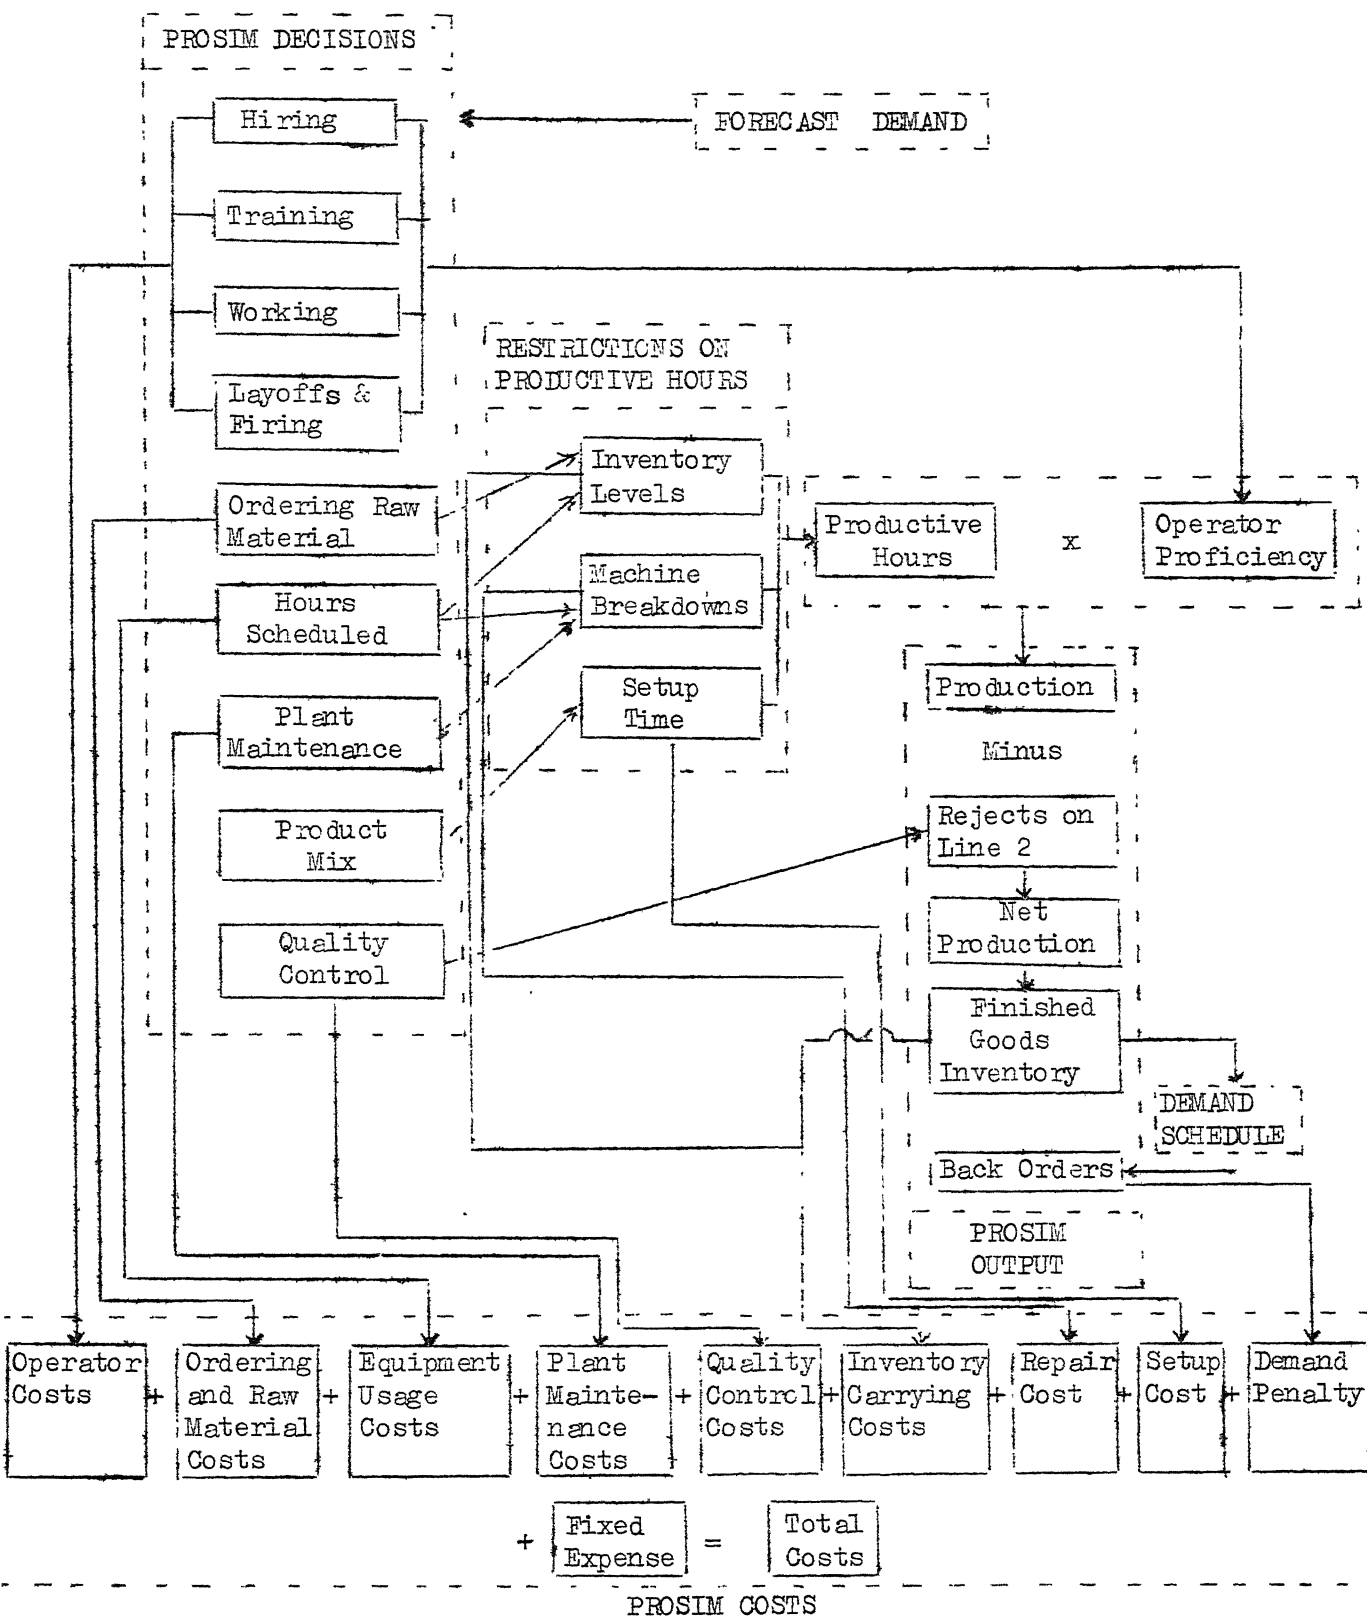 PROSIM DECISIONS
Hiring
FORECAST DEMAND
Training
Working
Layoffs &
Firing
RESTRICTIONS ON
PRODUCTIVE HOURS
Ordering Raw
Material
Inventory
Levels
Hours
Scheduled
Machine
Breakdowns
Productive
Hours
x
Operator
Proficiency
Plant
Maintenance
Setup
Time
Production
Minus
Product
Mix
Rejects on
Line 2
Quality
Control
Net
Production
Finished
Goods
Inventory
DEMAND
SCHEDULE
Back Orders
PROSIM
OUTPUT
Operator
Costs
+
Ordering
and Raw
Material
Costs
+
Equipment
Usage
Costs
+
Plant
Mainte-
nance
Costs
+
Quality
Control
Costs
+
Inventory
Carrying
Costs
+
Repair
Cost
+
Setup
Cost
+
Demand
Penalty
+
Fixed
Expense
=
Total
Costs
PROSIM COSTS